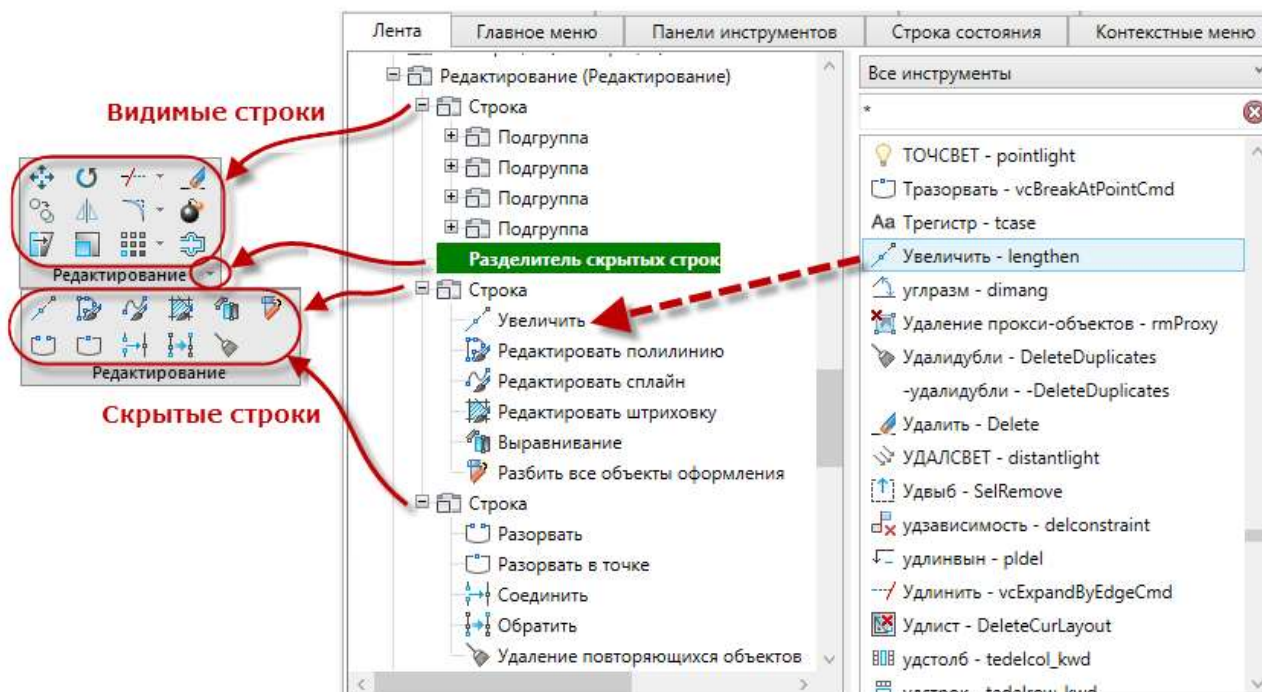 Лента
Главное меню
Панели инструментов
Строка состояния
Контекстные меню
Видимые строки
Редактирование
Редактирование
Скрытые строки
Редактирование (Редактирование)
Строка
Подгруппа
Подгруппа
Подгруппа
Подгруппа
Разделитель скрытых строк
Строка
Увеличить
Редактировать полилинию
Редактировать сплайн
Редактировать штриховку
Выравнивание
Разбить все объекты оформления
Строка
Разорвать
Разорвать в точке
Соединить
Обратить
Удаление повторяющихся объектов
Все инструменты
*
ТОЧСВЕТ - pointlight
Тразорвать - vcBreakAtPointCmd
Aa Трегистр - tcase
Увеличить - lengthen
углразм - dimang
Удаление прокси-объектов - rmProxy
Удалидубли - DeleteDuplicates
-удалидубли - -DeleteDuplicates
Удалить - Delete
УДАЛСВЕТ - distantlight
Удвыб - SelRemove
удзависимость - delconstraint
удлинвын - pldel
Удлинить - vcExpandByEdgeCmd
Удлист - DeleteCurLayout
удстолб - tedelcol_kwd
удстрок - tedelrow_kwd